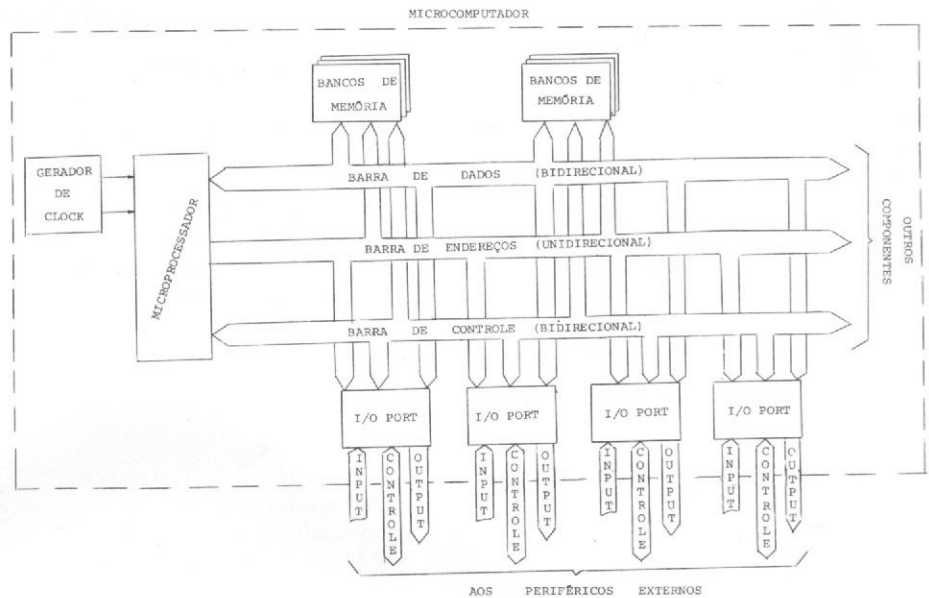 MICROCOMPUTADOR
BANCOS DE
MEMÓRIA
BANCOS DE
MEMÓRIA
GERADOR
DE
CLOCK
MICROPROCESSADOR
BARRA DE DADOS (BIDIRECIONAL)
BARRA DE ENDEREÇOS (UNIDIRECIONAL)
BARRA DE CONTROLE (BIDIRECIONAL)
OUTROS
COMPONENTES
I/O PORT
I/O PORT
I/O PORT
I/O PORT
INPUT
CONTROLE
OUTPUT
INPUT
CONTROLE
OUTPUT
INPUT
CONTROLE
OUTPUT
INPUT
CONTROLE
OUTPUT
AOS PERIFÉRICOS EXTERNOS